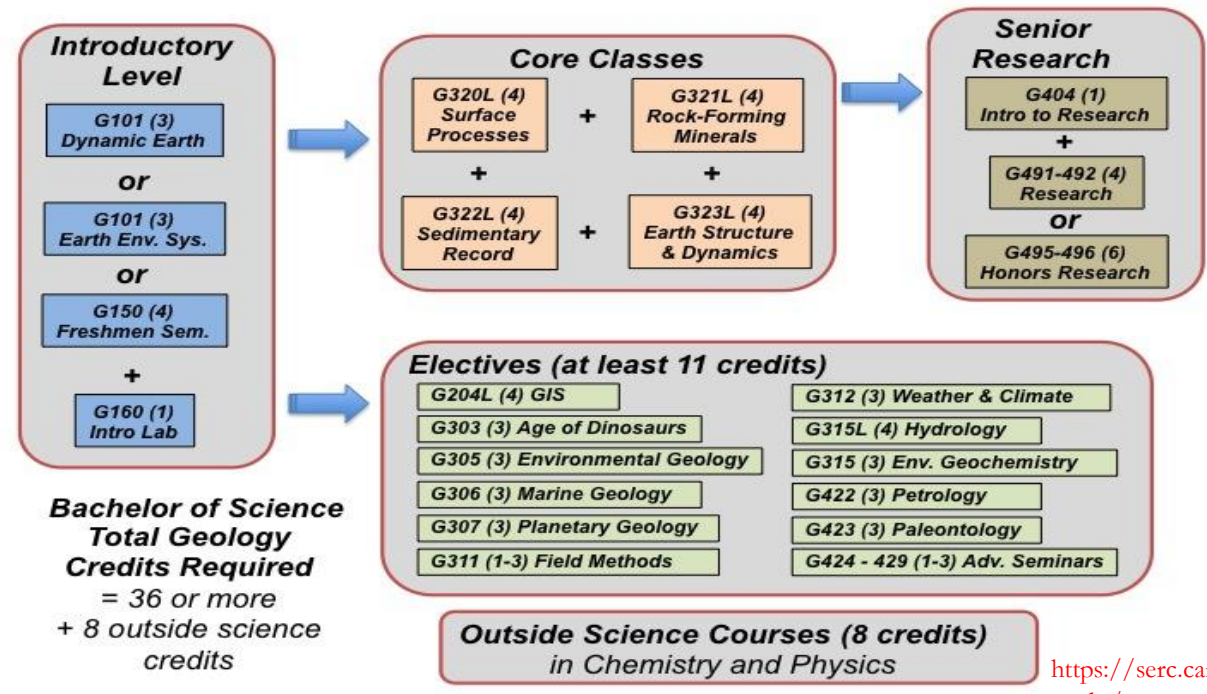 Introductory
Level
G101 (3)
Dynamic Earth
or
G101 (3)
Earth Env. Sys.
or
G150 (4)
Freshmen Sem.
+
G160 (1)
Intro Lab
Core Classes
G320L (4)
Surface
Processes
+
G321L (4)
Rock-Forming
Minerals
+
+
G322L (4)
Sedimentary
Record
+
G323L (4)
Earth Structure
& Dynamics
Senior
Research
G404 (1)
Intro to Research
+
G491-492 (4)
Research
or
G495-496 (6)
Honors Research
Electives (at least 11 credits)
G204L (4) GIS
G303 (3) Age of Dinosaurs
G305 (3) Environmental Geology
G306 (3) Marine Geology
G307 (3) Planetary Geology
G311 (1-3) Field Methods
G312 (3) Weather & Climate
G315L (4) Hydrology
G315 (3) Env. Geochemistry
G422 (3) Petrology
G423 (3) Paleontology
G424 - 429 (1-3) Adv. Seminars
Bachelor of Science
Total Geology
Credits Required
= 36 or more
+ 8 outside science
credits
Outside Science Courses (8 credits)
in Chemistry and Physics
https://serc.ca